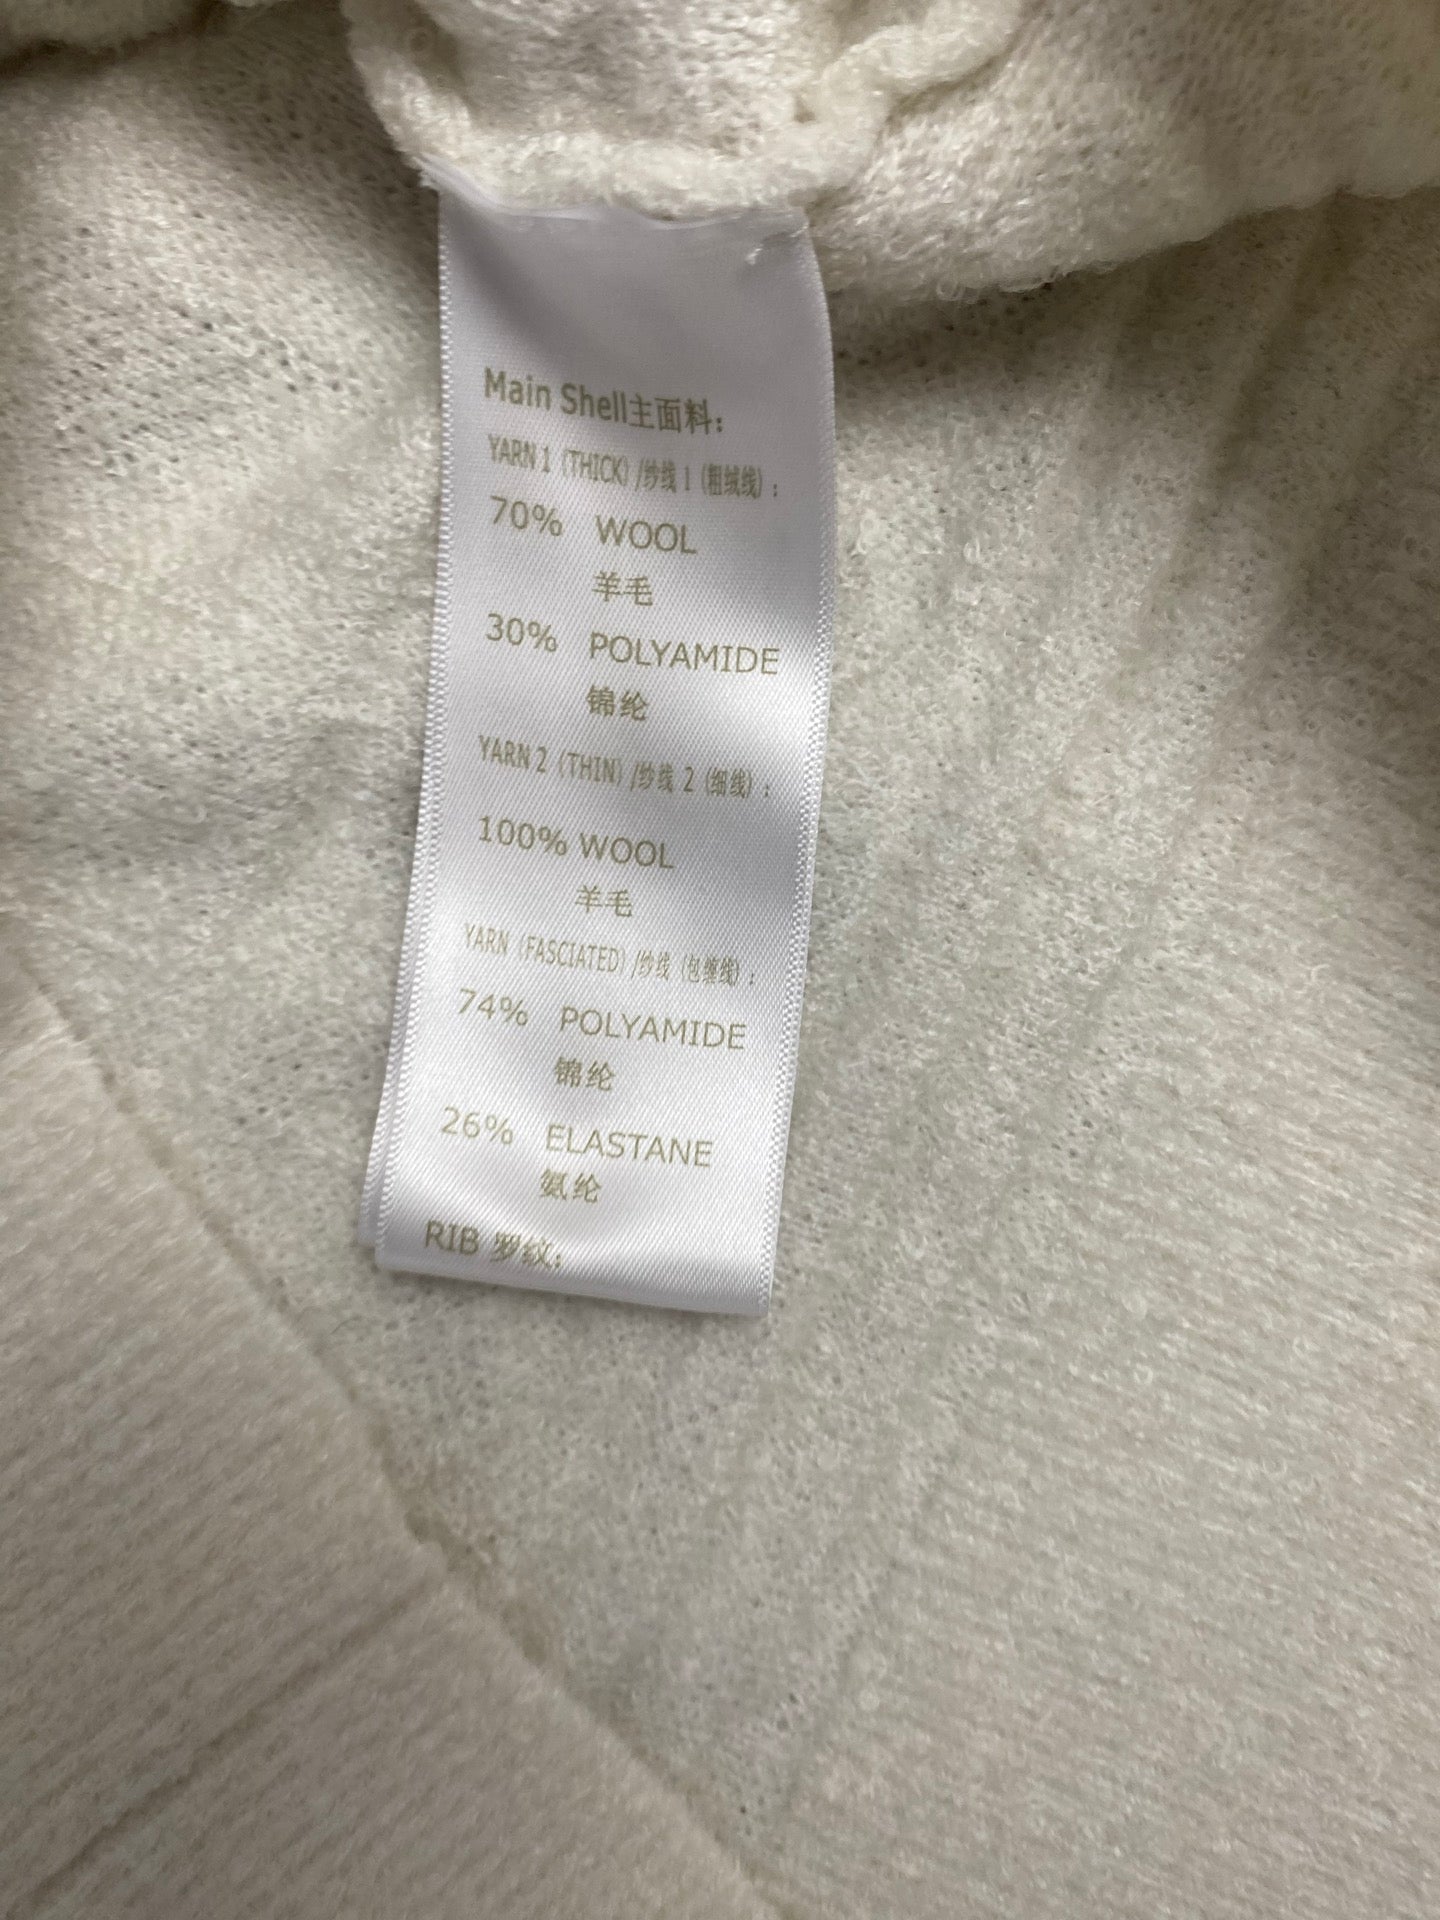 Main Shell主面料:
YARN 1 (THICK) /纱线 1 (粗绒线) :
70% WOOL
羊毛
30% POLYAMIDE
锦纶
YARN 2 (THIN) /纱线 2 (细线) :
100% WOOL
羊毛
YARN (FASCIATED) /纱线 (包缠线) :
74% POLYAMIDE
锦纶
26% ELASTANE
氨纶
RIB 罗纹: